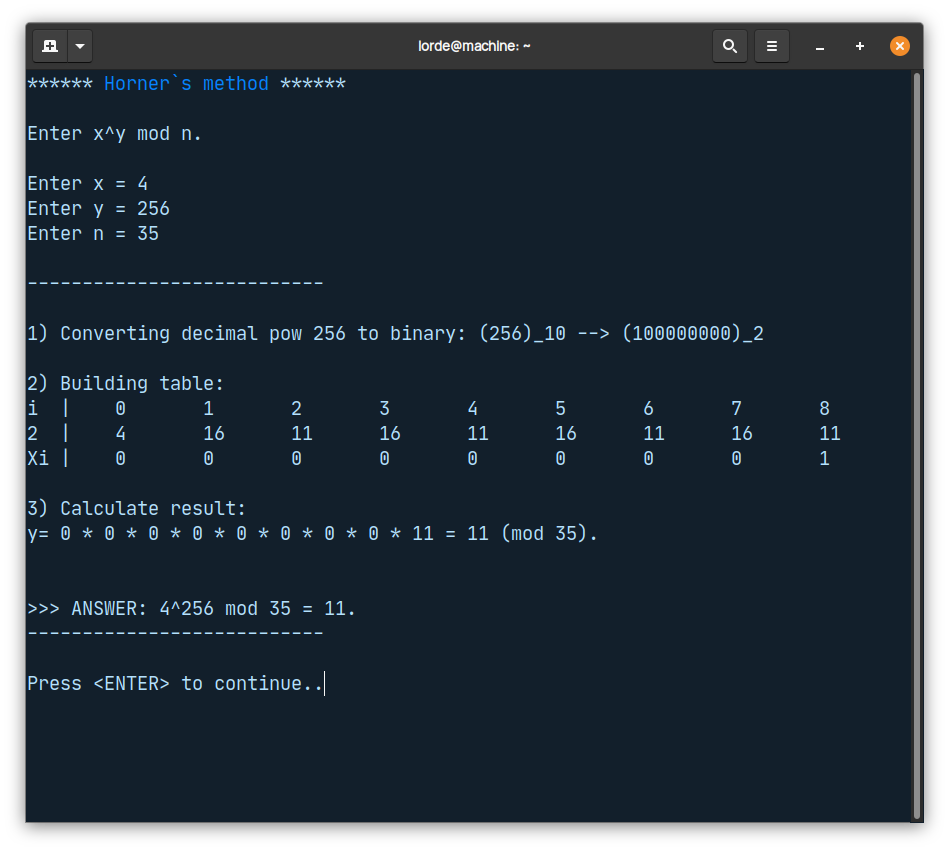 lorde@machine: ~
****** Horner`s method ******
Enter x^y mod n.
Enter x = 4
Enter y = 256
Enter n = 35
---------------------------
1) Converting decimal pow 256 to binary: (256)_10 --> (100000000)_2
2) Building table:
i  |    0       1       2       3       4       5       6       7       8
2  |    4       16      11      16      11      16      11      16      11
Xi |    0       0       0       0       0       0       0       0       1
3) Calculate result:
y= 0 * 0 * 0 * 0 * 0 * 0 * 0 * 0 * 11 = 11 (mod 35).
>>> ANSWER: 4^256 mod 35 = 11.
---------------------------
Press <ENTER> to continue..